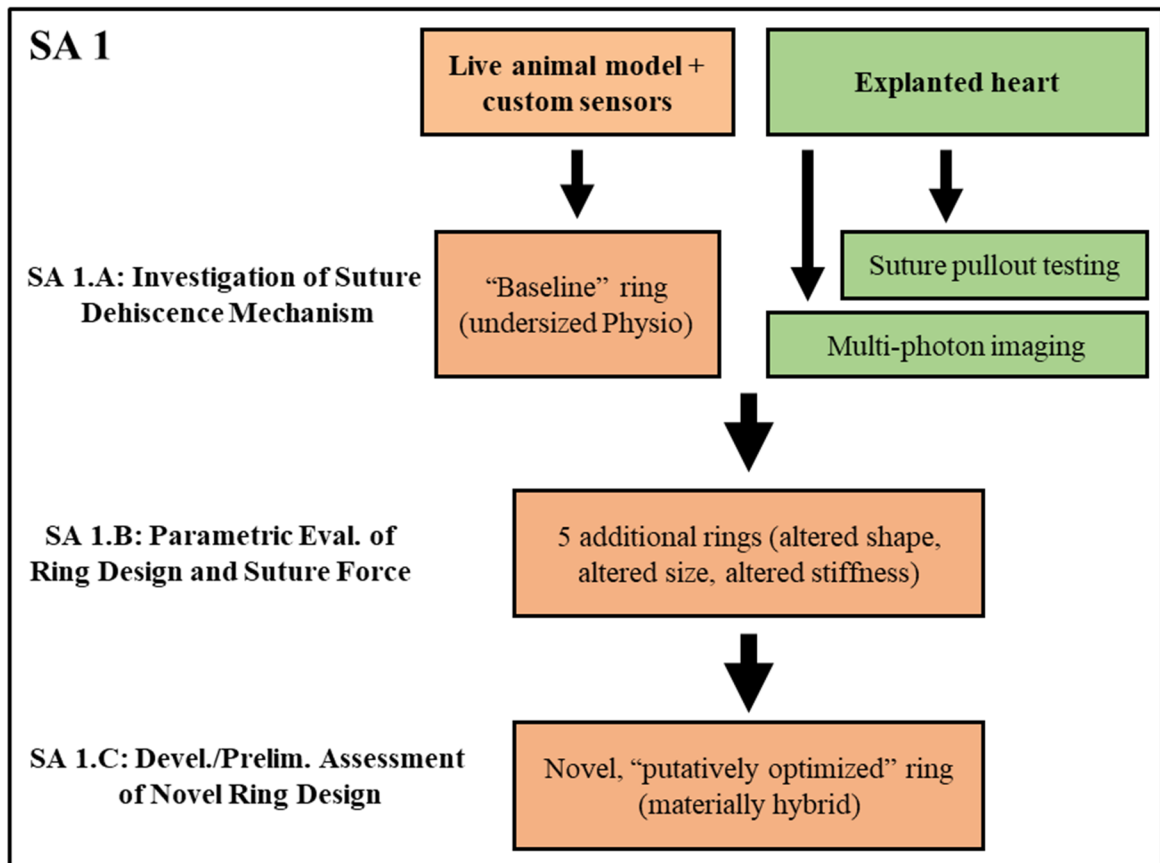 SA 1
Live animal model +
custom sensors
Explanted heart
SA 1.A: Investigation of Suture
Dehiscence Mechanism
“Baseline” ring
(undersized Physio)
Suture pullout testing
Multi-photon imaging
SA 1.B: Parametric Eval. of
Ring Design and Suture Force
5 additional rings (altered shape,
altered size, altered stiffness)
SA 1.C: Devel./Prelim. Assessment
of Novel Ring Design
Novel, “putatively optimized” ring
(materially hybrid)